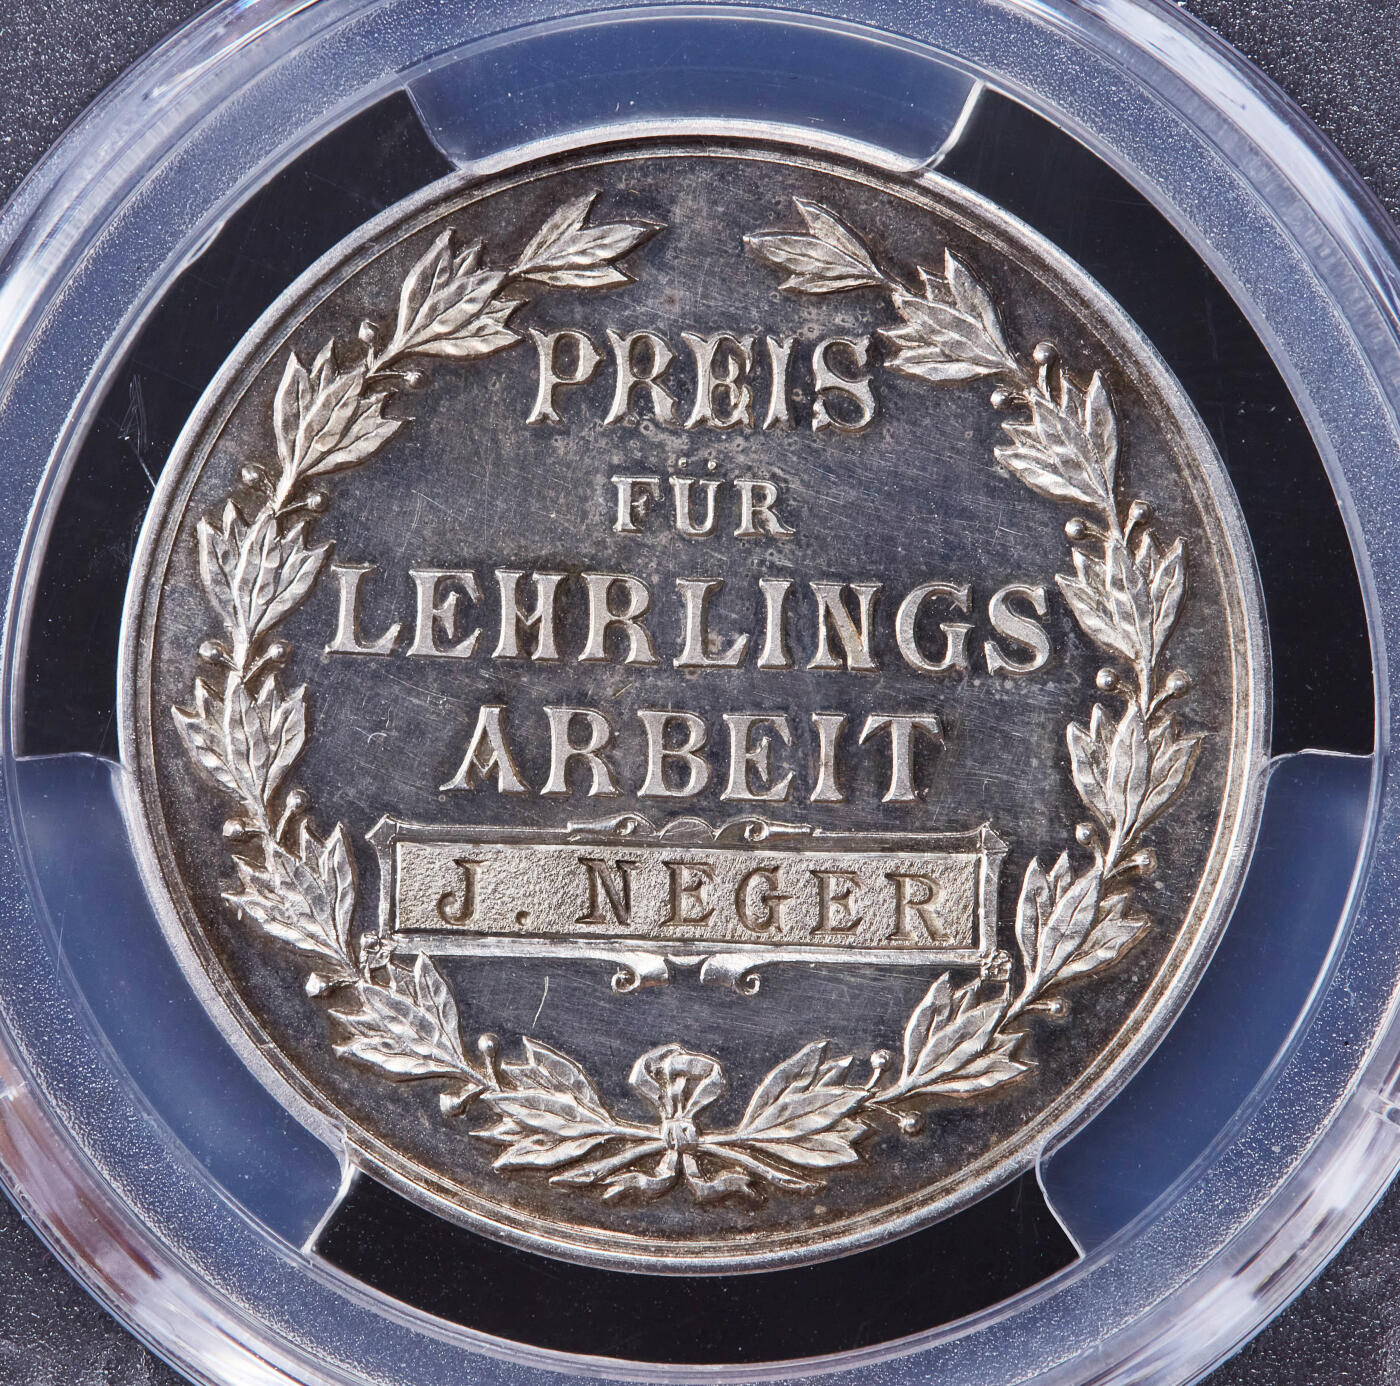 PREIS
FÜR
LEHRLINGS
ARBEIT
J. NEGER